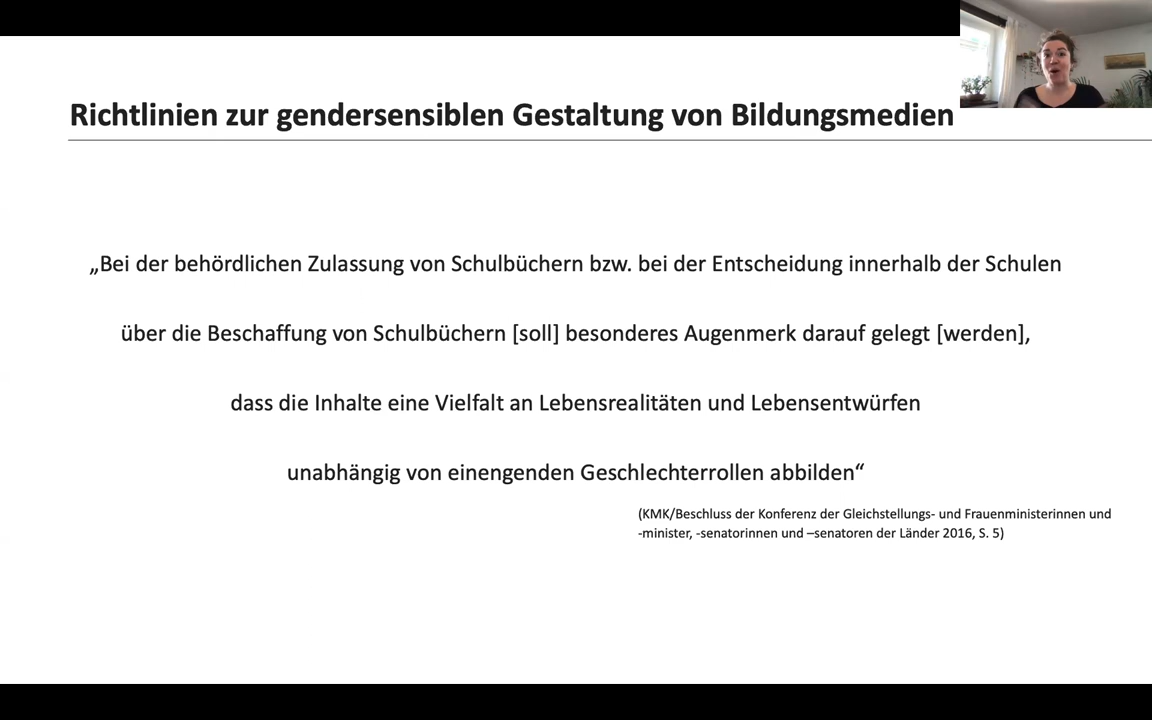 Richtlinien zur gendersensiblen Gestaltung von Bildungsmedien
„Bei der behördlichen Zulassung von Schulbüchern bzw. bei der Entscheidung innerhalb der Schulen
über die Beschaffung von Schulbüchern [soll] besonderes Augenmerk darauf gelegt [werden],
dass die Inhalte eine Vielfalt an Lebensrealitäten und Lebensentwürfen
unabhängig von einengenden Geschlechterrollen abbilden“
(KMK/Beschluss der Konferenz der Gleichstellungs- und Frauenministerinnen und
-minister, -senatorinnen und –senatoren der Länder 2016, S. 5)